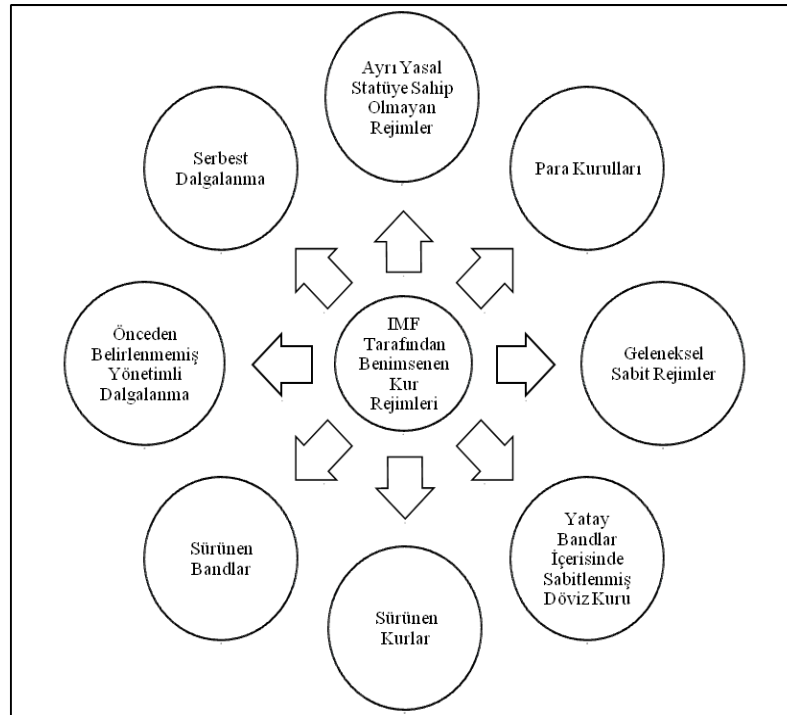 Ayrı Yasal
Statüye Sahip
Olmayan
Rejimler
Para Kurulları
Geleneksel
Sabit Rejimler
Yatay
Bandlar
İçerisinde
Sabitlenmiş
Döviz Kuru
Sürünen
Kurlar
Sürünen
Bandlar
Önceden
Belirlenmemiş
Yönetimli
Dalgalanma
Serbest
Dalgalanma
IMF
Tarafından
Benimsenen
Kur
Rejimleri